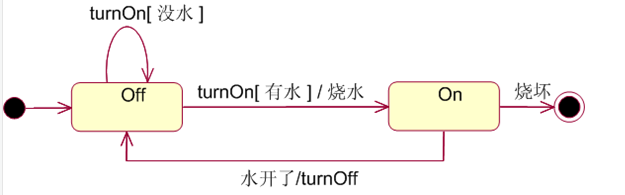 turnOn[ 没水 ]
Off
turnOn[ 有水 ] / 烧水
On
烧坏
水开了/turnOff